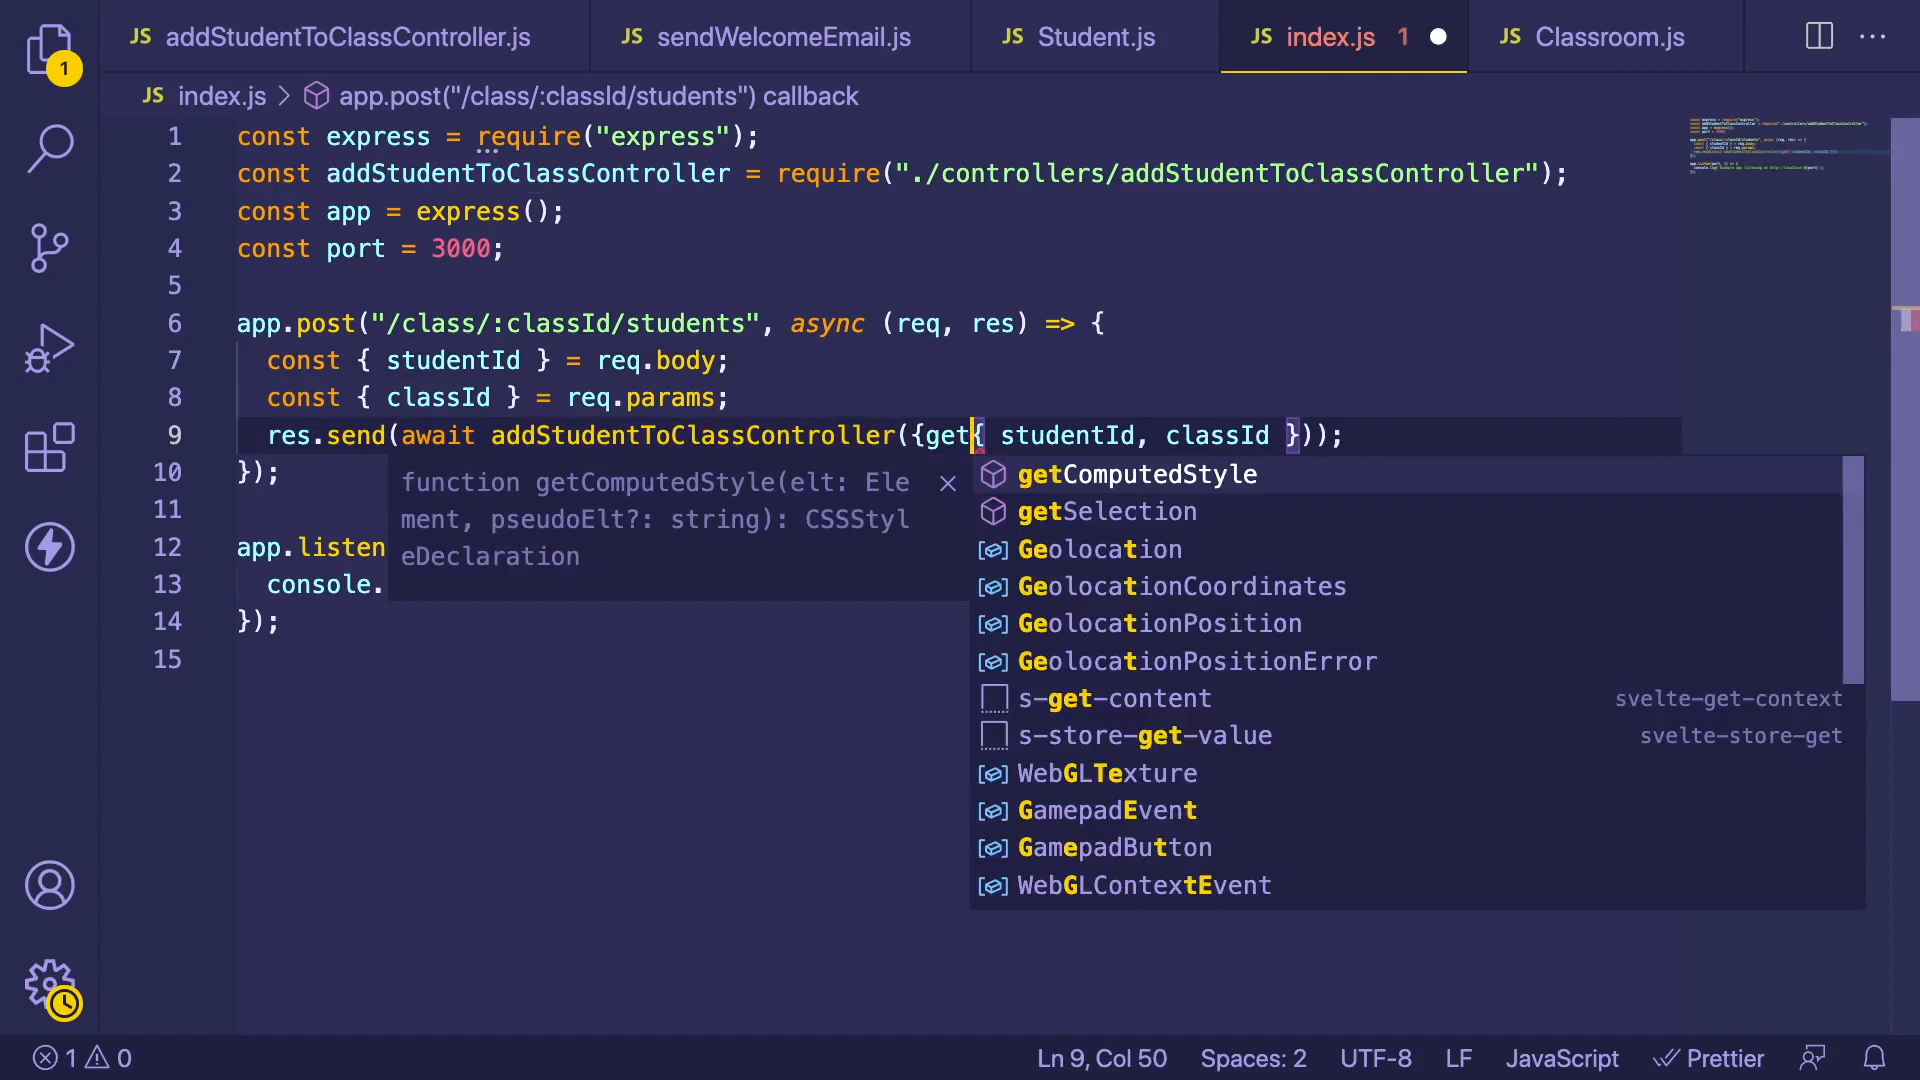 JS addStudentToClassController.js
JS sendWelcomeEmail.js
JS Student.js
JS index.js 1
JS Classroom.js
1
JS index.js > app.post("/class/:classId/students") callback
1 const express = require("express");
2 const addStudentToClassController = require("./controllers/addStudentToClassController");
3 const app = express();
4 const port = 3000;
5
6 app.post("/class/:classId/students", async (req, res) => {
7 const { studentId } = req.body;
8 const { classId } = req.params;
9 res.send(await addStudentToClassController({get{ studentId, classId }));
10 });
11
12 app.listen
13 console.
14 });
15
function getComputedStyle(elt: Ele
ment, pseudoElt?: string): CSSStyl
eDeclaration
getComputedStyle
getSelection
Geolocation
GeolocationCoordinates
GeolocationPosition
GeolocationPositionError
s-get-content svelte-get-context
s-store-get-value svelte-store-get
WebGLTexture
GamepadEvent
GamepadButton
WebGLContextEvent
1 0
Ln 9, Col 50
Spaces: 2
UTF-8
LF
JavaScript
Prettier